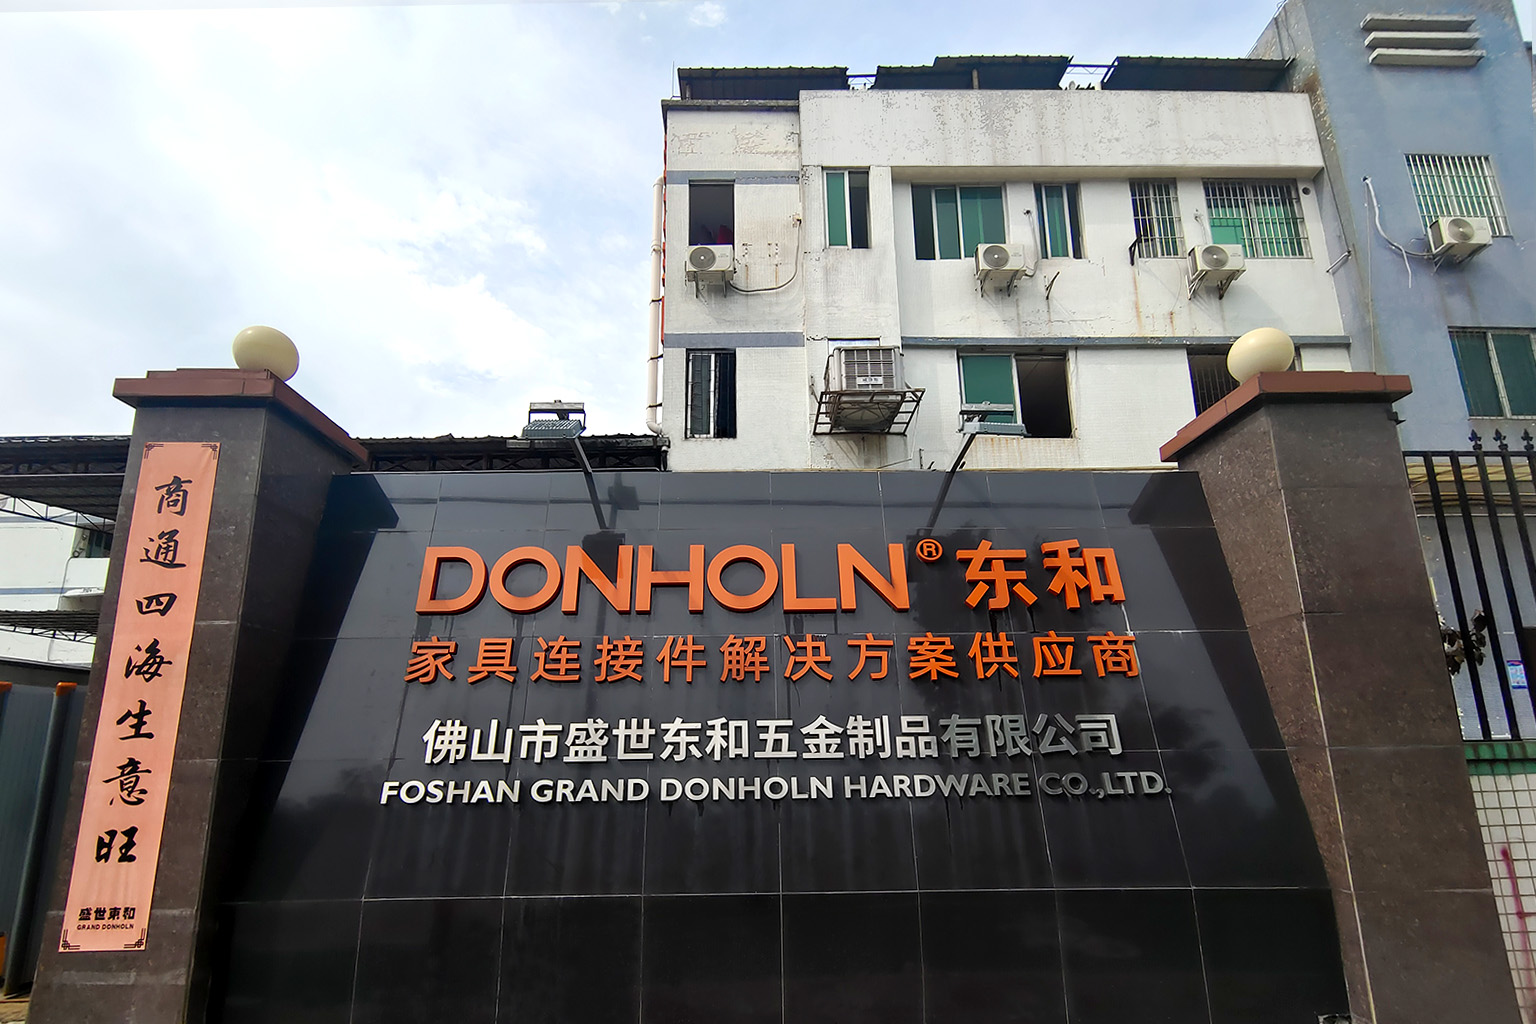 DONHOLN® 东和
家具连接件解决方案供应商
佛山市盛世东和五金制品有限公司
FOSHAN GRAND DONHOLN HARDWARE CO.,LTD.
商通四海生意旺
盛世東和
GRAND DONHOLN